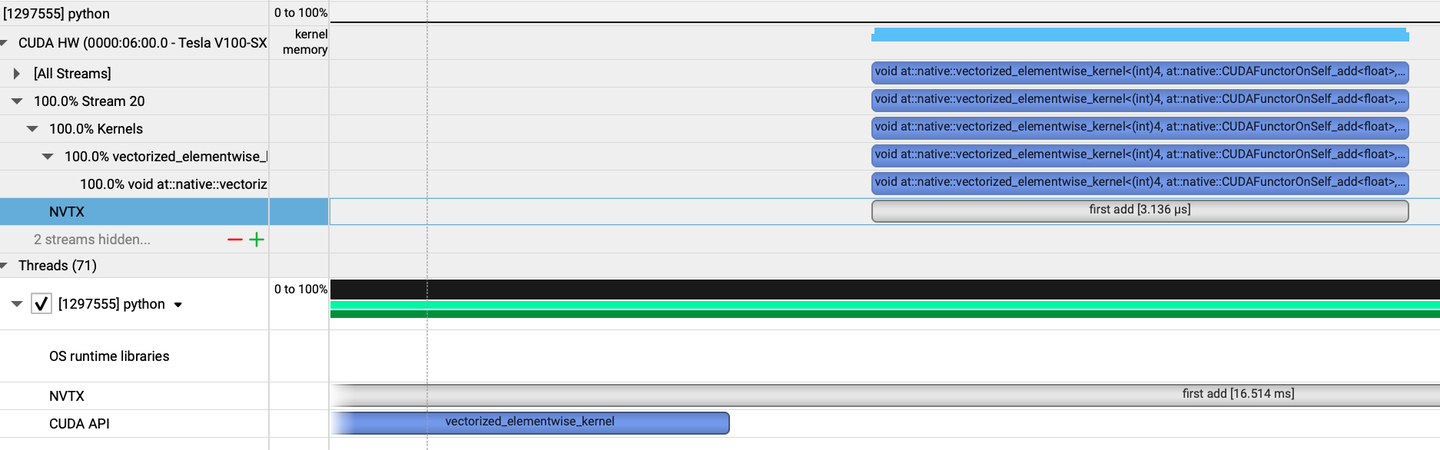 [1297555] python 0 to 100%
CUDA HW (0000:06:00.0 - Tesla V100-SX kernel
memory
[All Streams] void at::native::vectorized_elementwise_kernel<(int)4, at::native::CUDAFunctorOnSelf_add<float>,...
100.0% Stream 20 void at::native::vectorized_elementwise_kernel<(int)4, at::native::CUDAFunctorOnSelf_add<float>,...
100.0% Kernels void at::native::vectorized_elementwise_kernel<(int)4, at::native::CUDAFunctorOnSelf_add<float>,...
100.0% vectorized_elementwise_ void at::native::vectorized_elementwise_kernel<(int)4, at::native::CUDAFunctorOnSelf_add<float>,...
100.0% void at::native::vectoriz void at::native::vectorized_elementwise_kernel<(int)4, at::native::CUDAFunctorOnSelf_add<float>,...
NVTX first add [3.136 µs]
2 streams hidden...
Threads (71)
[1297555] python 0 to 100%
OS runtime libraries
NVTX first add [16.514 ms]
CUDA API vectorized_elementwise_kernel